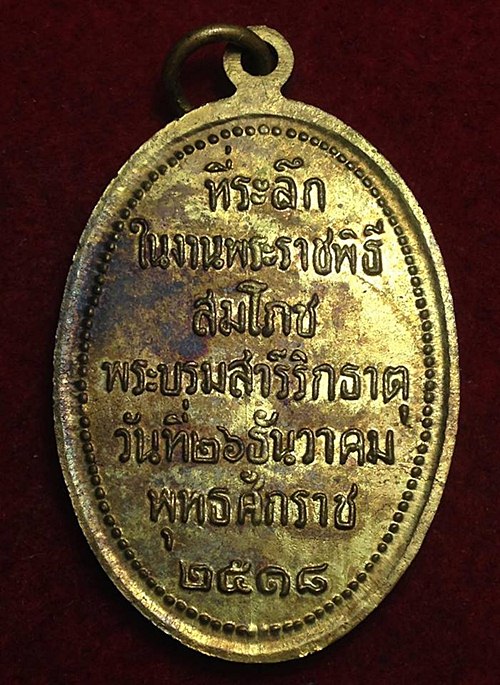 ที่ระลึก
ในงานพระราชพิธี
สมโภช
พระบรมสารีริกธาตุ
วันที่๒๖ธันวาคม
พุทธศักราช
๒๕๑๘